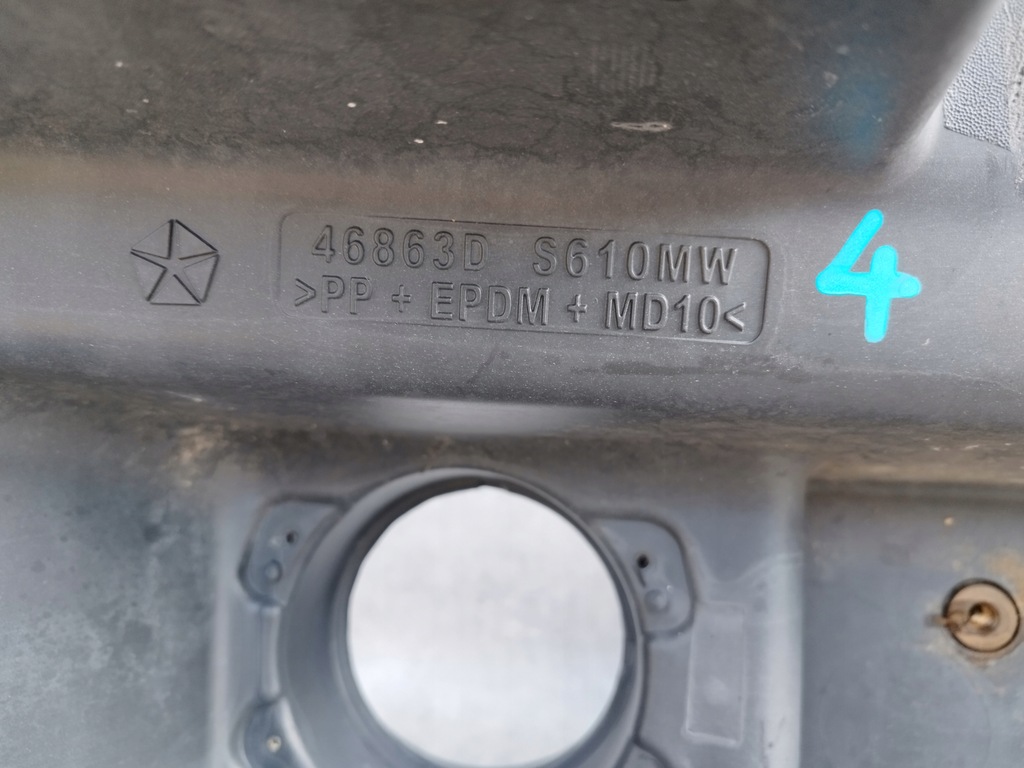 46863D S610MW
>PP + EPDM + MD10<
4